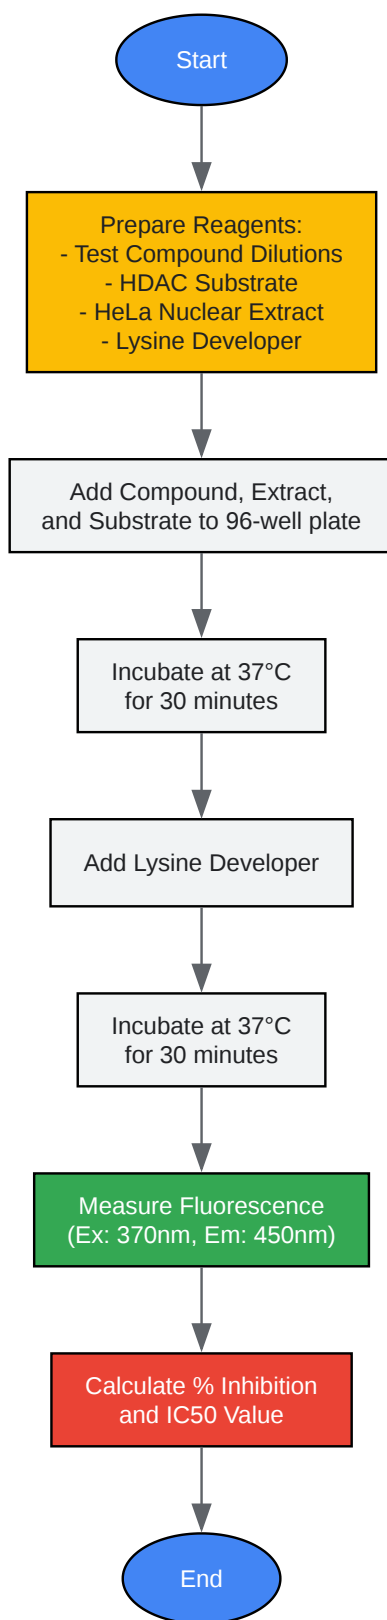 Start
Prepare Reagents:
- Test Compound Dilutions
- HDAC Substrate
- HeLa Nuclear Extract
- Lysine Developer
Add Compound, Extract,
and Substrate to 96-well plate
Incubate at 37°C
for 30 minutes
Add Lysine Developer
Incubate at 37°C
for 30 minutes
Measure Fluorescence
(Ex: 370nm, Em: 450nm)
Calculate % Inhibition
and IC50 Value
End